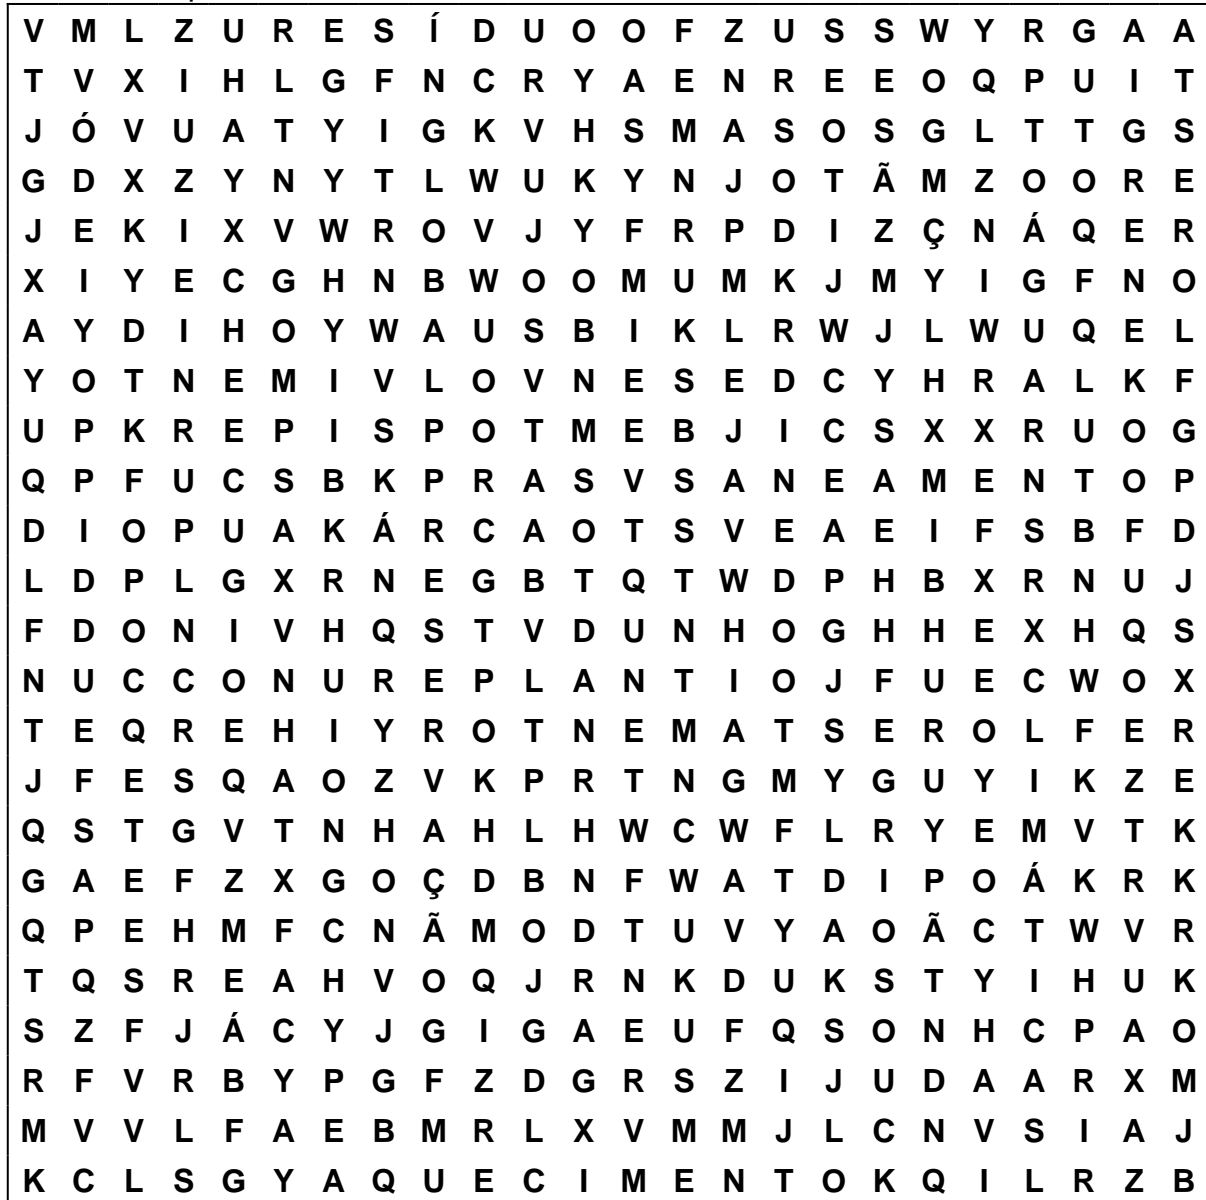 V M L Z U R E S Í D U O O F Z U S S W Y R G A A
T V X I H L G F N C R Y A E N R E E O Q P U I T
J Ó V U A T Y I G K V H S M A S O S G L T T G S
G D X Z Y N Y T L W U K Y N J O T Ã M Z O O R E
J E K I X V W R O V J Y F R P D I Z Ç N Á Q E R
X I Y E C G H N B W O O M U M K J M Y I G F N O
A Y D I H O Y W A U S B I K L R W J L W U Q E L
Y O T N E M I V L O V N E S E D C Y H R A L K F
U P K R E P I S P O T M E B J I C S X X R U O G
Q P F U C S B K P R A S V S A N E A M E N T O P
D I O P U A K Á R C A O T S V E A E I F S B F D
L D P L G X R N E G B T Q T W D P H B X R N U J
F D O N I V H Q S T V D U N H O G H H E X H Q S
N U C C O N U R E P L A N T I O J F U E C W O X
T E Q R E H I Y R O T N E M A T S E R O L F E R
J F E S Q A O Z V K P R T N G M Y G U Y I K Z E
Q S T G V T N H A H L H W C W F L R Y E M V T K
G A E F Z X G O Ç D B N F W A T D I P O Á K R K
Q P E H M F C N Ã M O D T U V Y A O Ã C T W V R
T Q S R E A H V O Q J R N K D U K S T Y I H U K
S Z F J Á C Y J G I G A E U F Q S O N H C P A O
R F V R B Y P G F Z D G R S Z I J U D A A R X M
M V V L F A E B M R L X V M M J L C N V S I A J
K C L S G Y A Q U E C I M E N T O K Q I L R Z B